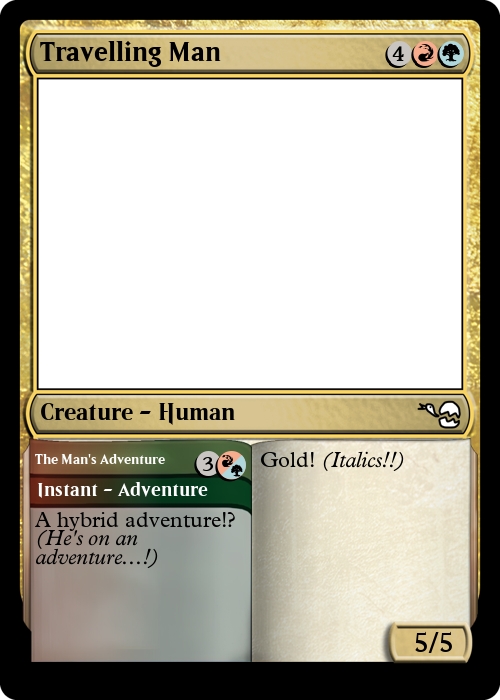 Travelling Man 4
Creature – Human
The Man's Adventure 3
Instant – Adventure
A hybrid adventure!?
(He's on an
adventure...!)
Gold! (Italics!!)
5/5